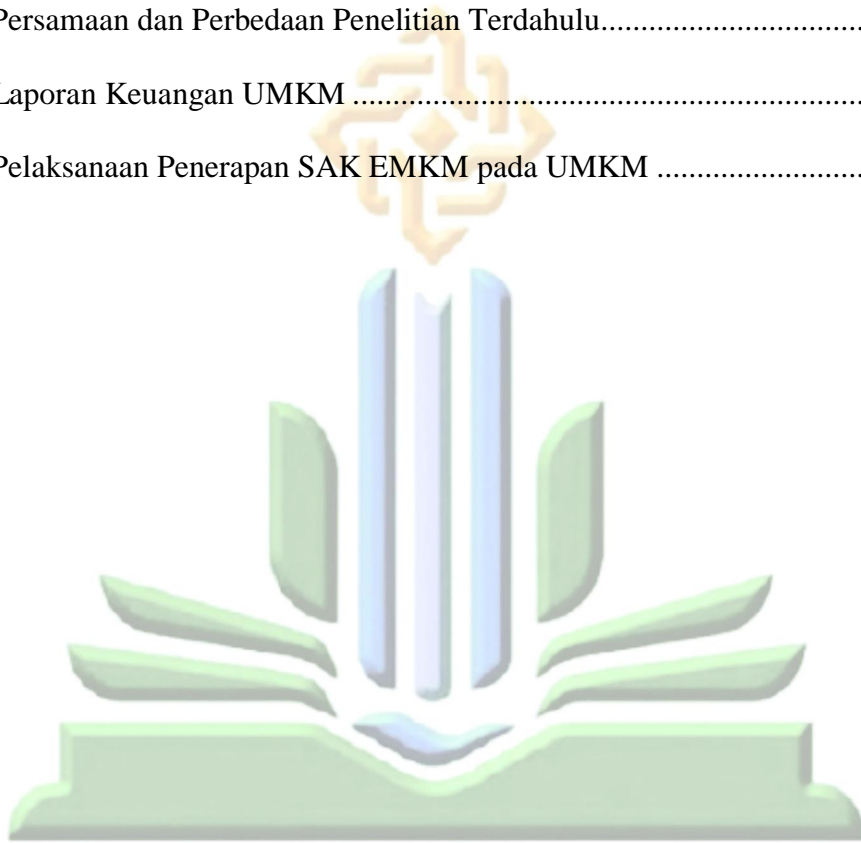 Persamaan dan Perbedaan Penelitian Terdahulu................................
Laporan Keuangan UMKM ...............................................................
Pelaksanaan Penerapan SAK EMKM pada UMKM .........................